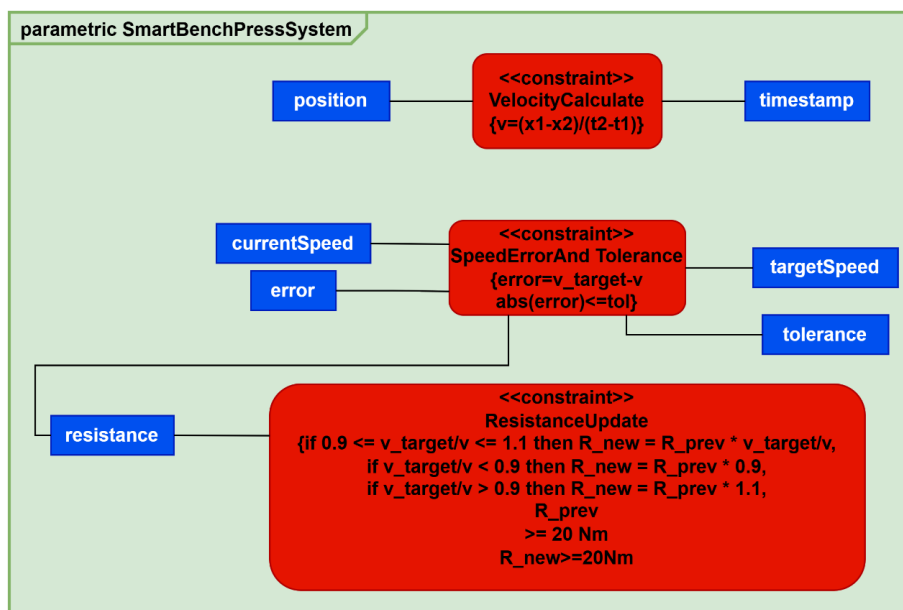 parametric SmartBenchPressSystem
<<constraint>>
position
VelocityCalculate
timestamp
{v=(x1-x2)/(t2-t1)}
<<constraint>>
currentSpeed
SpeedErrorAnd Tolerance
targetSpeed
error
{error=v_target-v
abs(error)<=tol}
tolerance
<<constraint>>
ResistanceUpdate
resistance
{if 0.9 <= v_target/v <= 1.1 then R_new = R_prev * v_target/v,
if v_target/v < 0.9 then R_new = R_prev * 0.9,
if v_target/v > 0.9 then R_new = R_prev * 1.1,
R_prev
>= 20 Nm
R_new>=20Nm